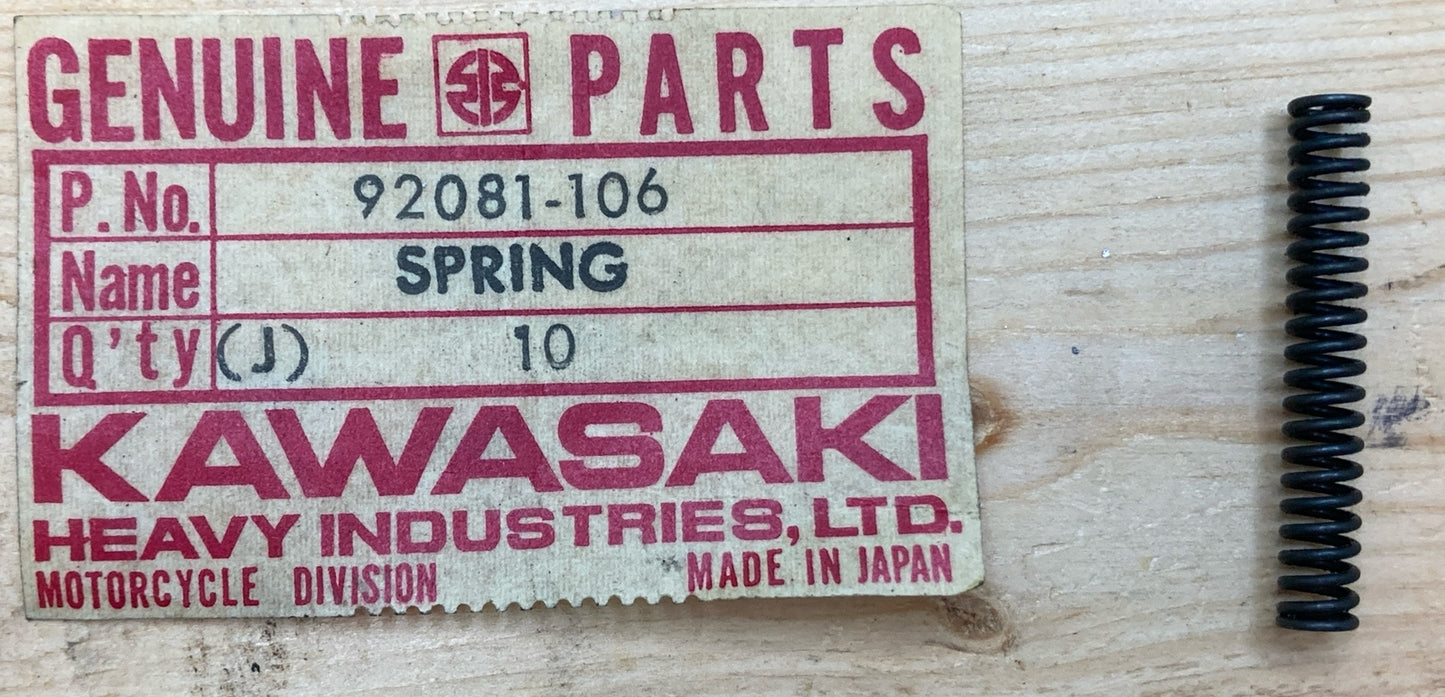 GENUINE PARTS
P. No. 92081-106
Name SPRING
Q'ty (J) 10
KAWASAKI
HEAVY INDUSTRIES, LTD.
MOTORCYCLE DIVISION MADE IN JAPAN